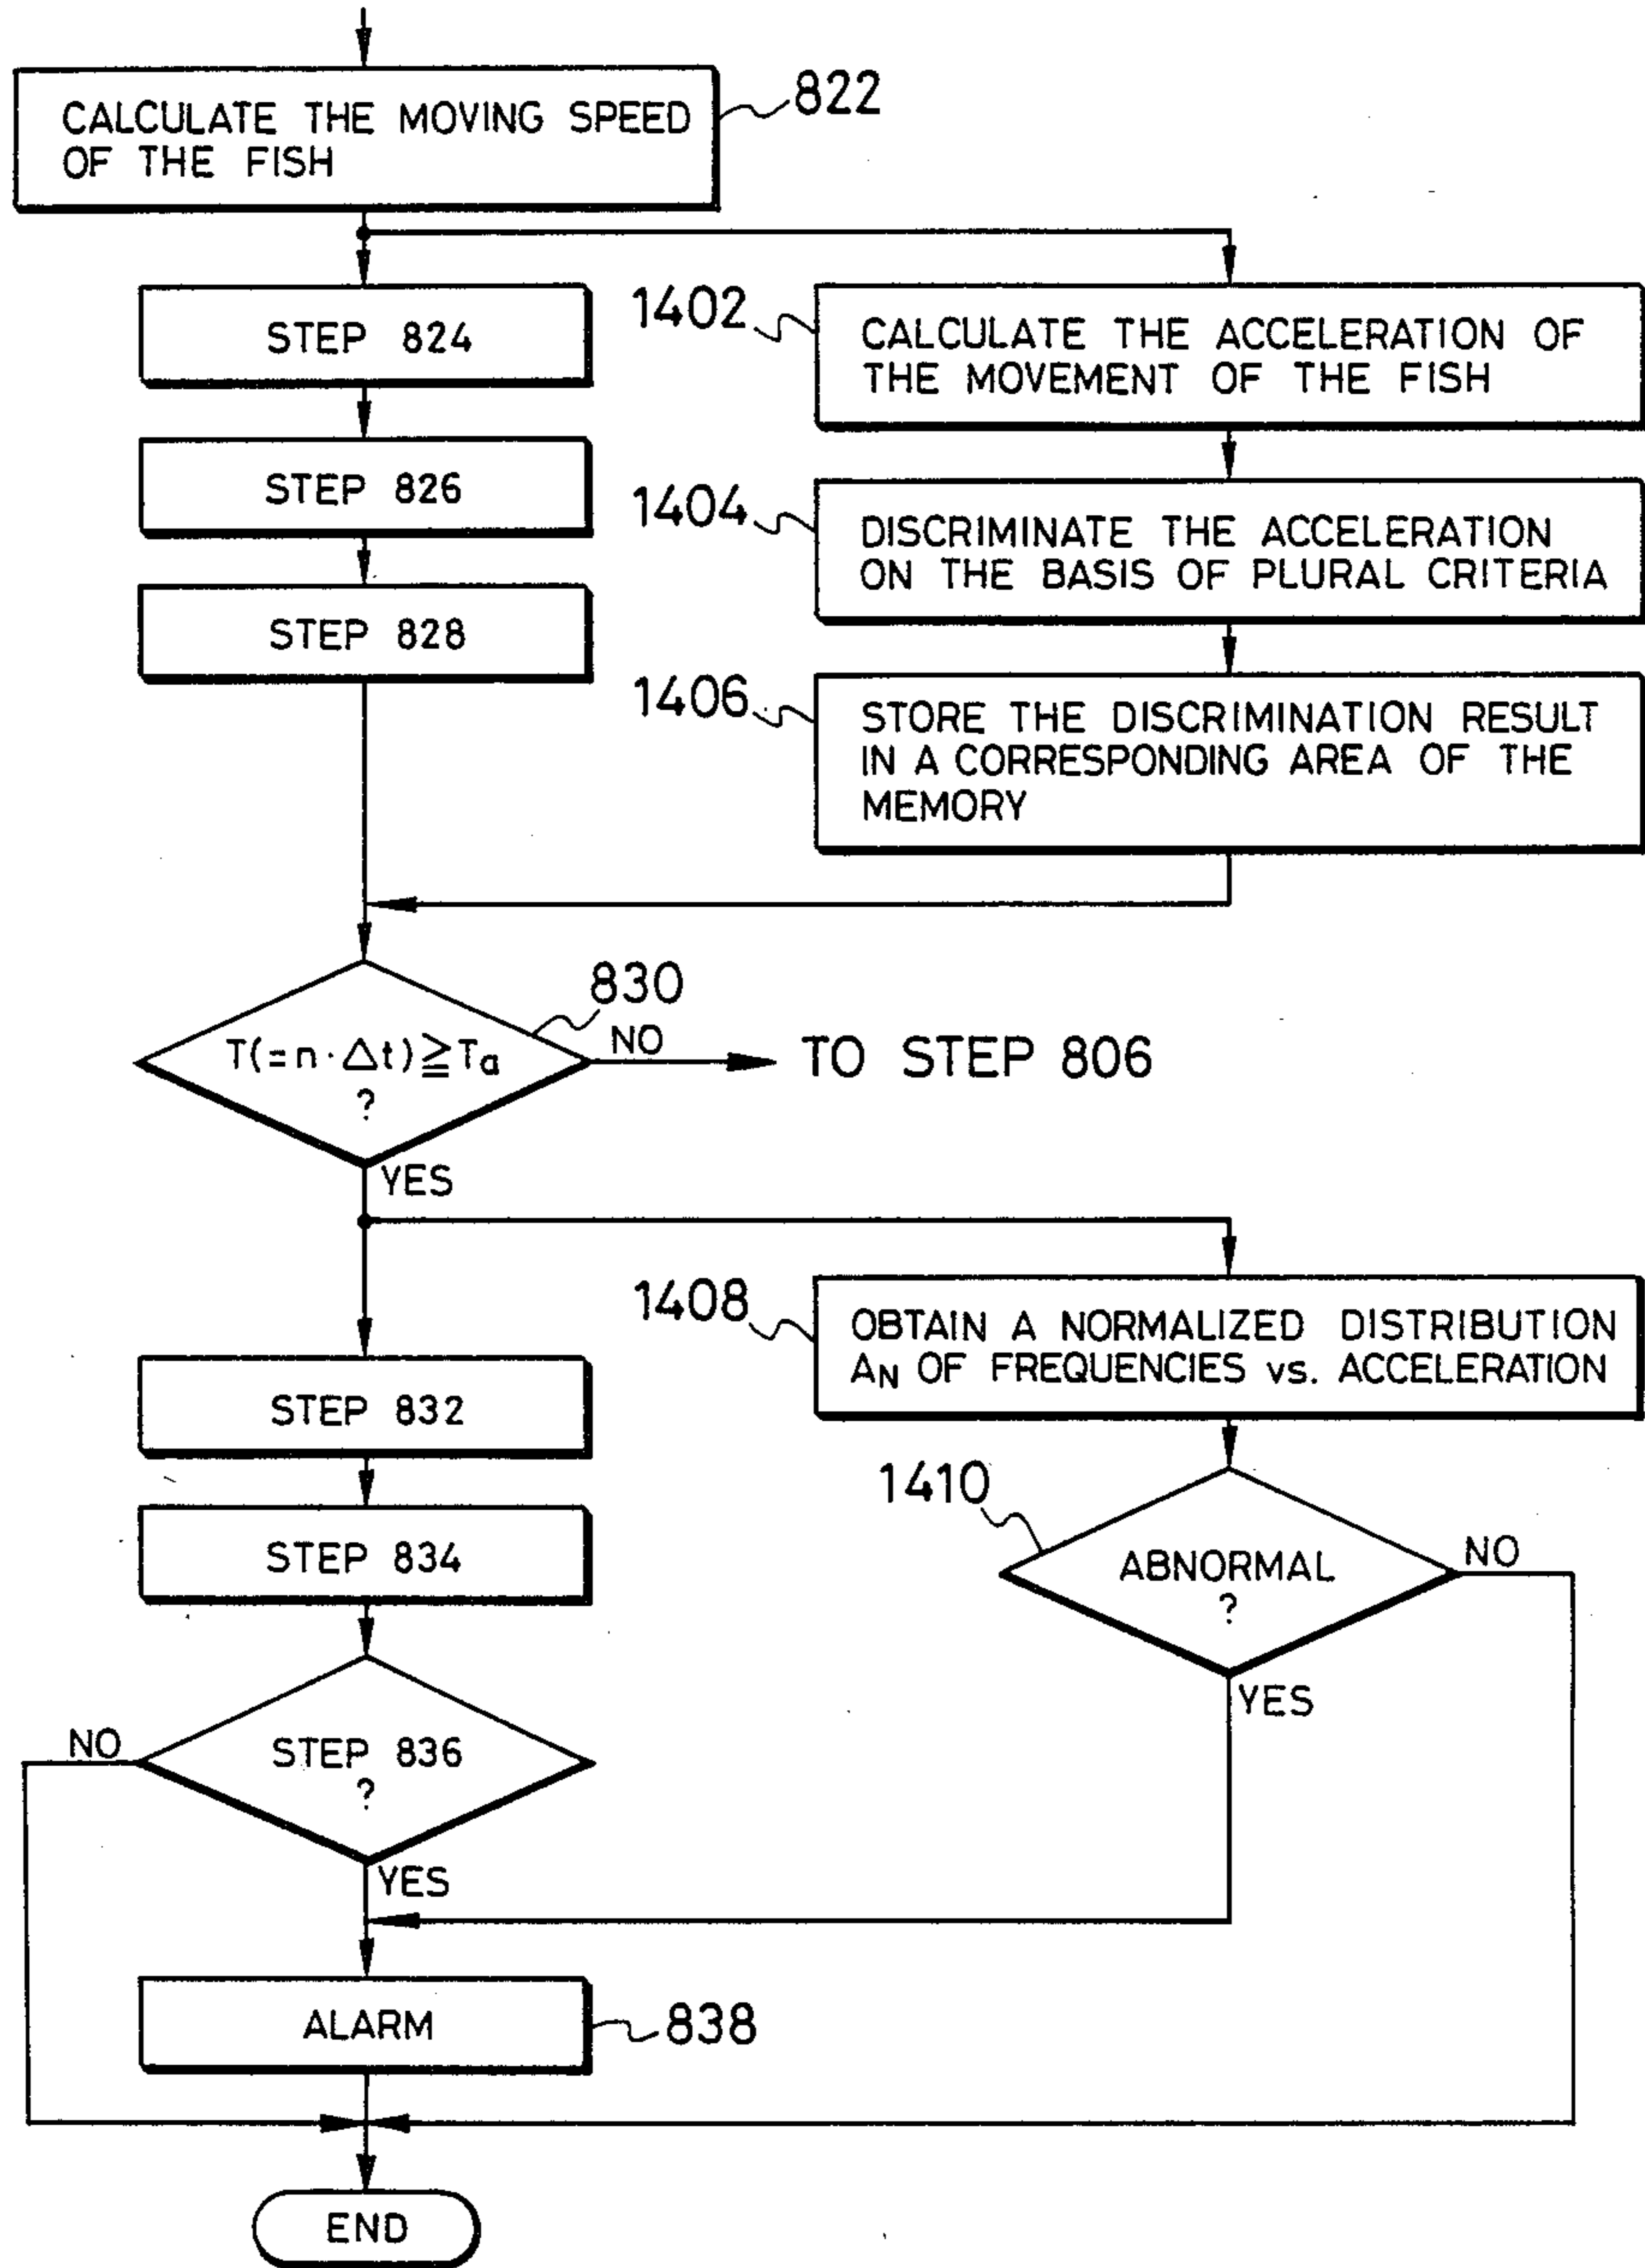 822
CALCULATE THE MOVING SPEED
OF THE FISH
STEP 824
1402
CALCULATE THE ACCELERATION OF
THE MOVEMENT OF THE FISH
STEP 826
1404
DISCRIMINATE THE ACCELERATION
ON THE BASIS OF PLURAL CRITERIA
STEP 828
1406
STORE THE DISCRIMINATION RESULT
IN A CORRESPONDING AREA OF THE
MEMORY
830
T(=n·Δt)≧Ta
?
NO
TO STEP 806
YES
1408
OBTAIN A NORMALIZED DISTRIBUTION
AN OF FREQUENCIES vs. ACCELERATION
STEP 832
1410
ABNORMAL
?
NO
YES
STEP 834
NO
STEP 836
?
YES
ALARM
838
END